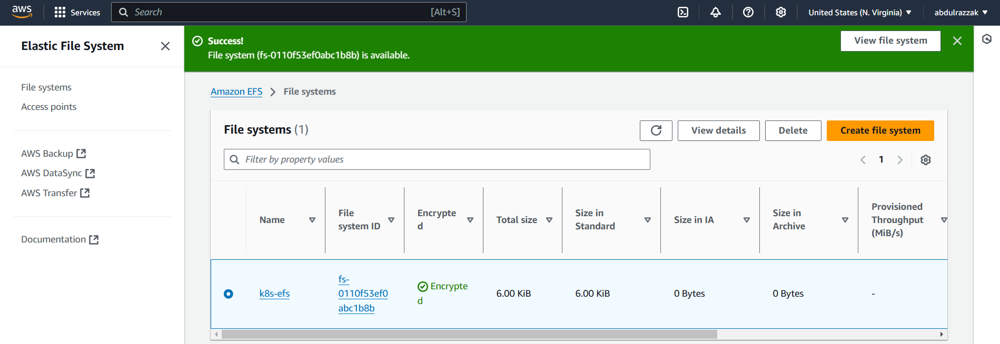 aws
Services
Search
[Alt+S]
United States (N. Virginia)
abdulrazzak
Elastic File System
File systems
Access points
AWS Backup
AWS DataSync
AWS Transfer
Documentation
Success!
File system (fs-0110f53ef0abc1b8b) is available.
View file system
Amazon EFS
File systems
File systems (1)
View details
Delete
Create file system
Filter by property values
1
Name
File
system ID
Encrypte
d
Total size
Size in
Standard
Size in IA
Size in
Archive
Provisioned
Throughput
(MiB/s)
k8s-efs
fs-
0110f53ef0
abc1b8b
Encrypte
d
6.00 KiB
6.00 KiB
0 Bytes
0 Bytes
-